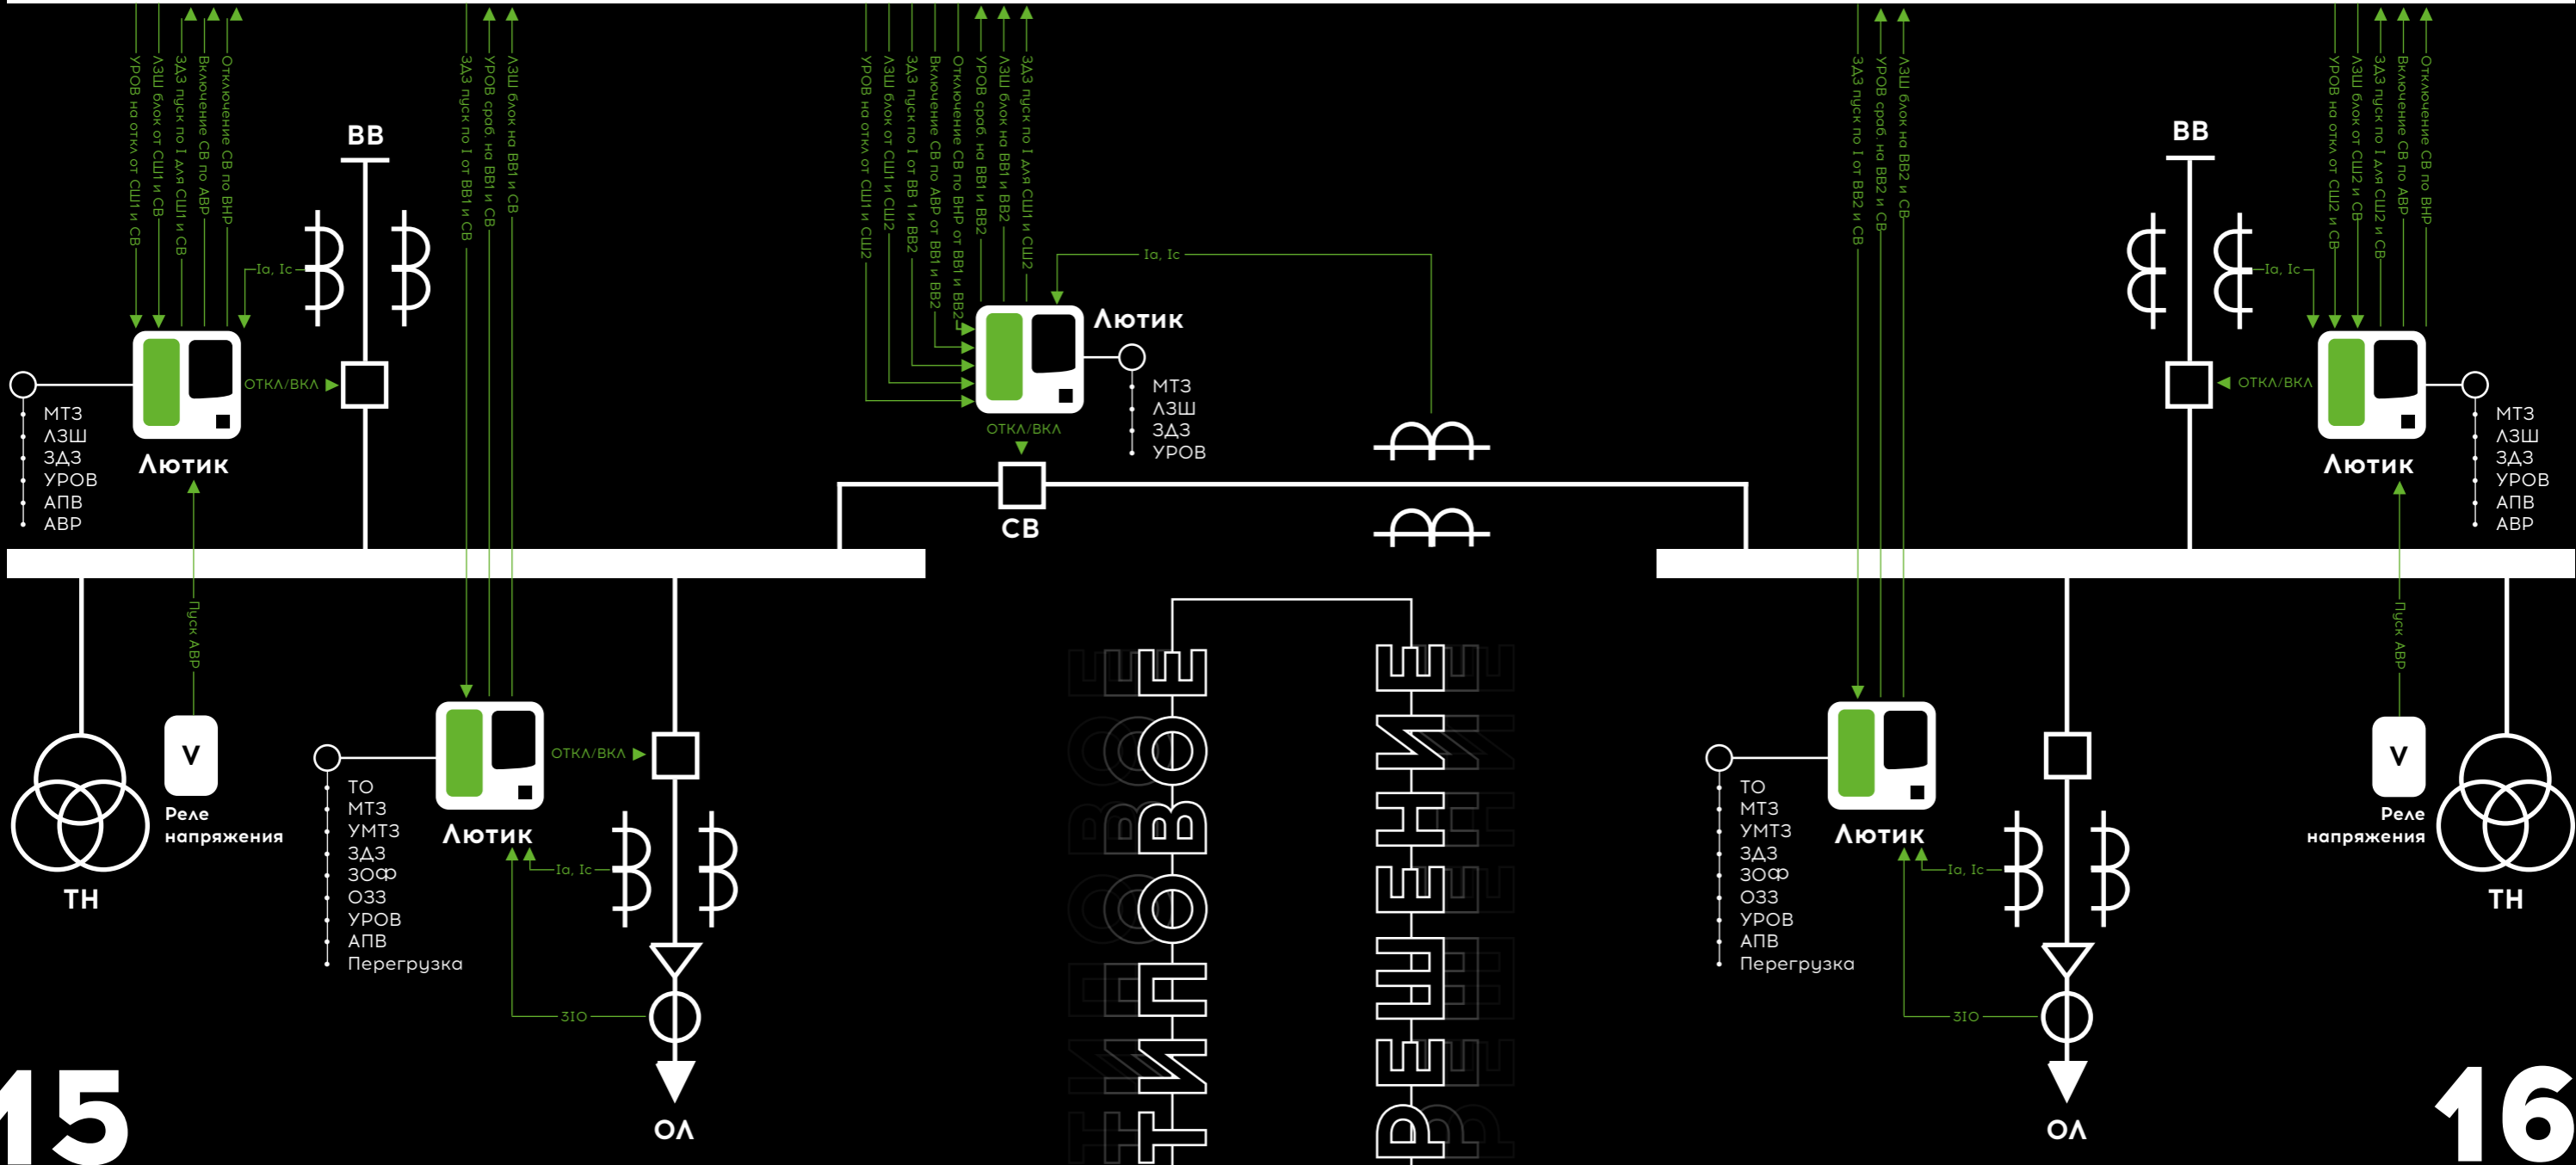 УРОВ на откл от СШ1 и СВ
ЛЗШ блок от СШ1 и СВ
ЗДЗ пуск по I для СШ1 и СВ
Включение СВ по АВР
Отключение СВ по ВНР
ЗДЗ пуск по I от ВВ1 и СВ
УРОВ сраб. на ВВ1 и СВ
ЛЗШ блок на ВВ1 и СВ
УРОВ на откл от СШ1 и СШ2
ЛЗШ блок от СШ1 и СШ2
ЗДЗ пуск по I от ВВ 1 и ВВ2
Включение СВ по АВР от ВВ1 и ВВ2
Отключение СВ по ВНР от ВВ1 и ВВ2
УРОВ сраб. на ВВ1 и ВВ2
ЛЗШ блок на ВВ1 и ВВ2
ЗДЗ пуск по I для СШ1 и СШ2
ЗДЗ пуск по I от ВВ2 и СВ
УРОВ сраб. на ВВ2 и СВ
ЛЗШ блок на ВВ2 и СВ
УРОВ на откл от СШ2 и СВ
ЛЗШ блок от СШ2 и СВ
ЗДЗ пуск по I для СШ2 и СВ
Включение СВ по АВР
Отключение СВ по ВНР
ВВ
Ia, Ic
ОТКЛ/ВКЛ
Лютик
МТЗ
ЛЗШ
ЗДЗ
УРОВ
АПВ
АВР
Ia, Ic
Лютик
МТЗ
ЛЗШ
ЗДЗ
УРОВ
ОТКЛ/ВКЛ
СВ
ВВ
Ia, Ic
ОТКЛ/ВКЛ
Лютик
МТЗ
ЛЗШ
ЗДЗ
УРОВ
АПВ
АВР
Пуск АВР
V
Реле
напряжения
ТН
ОТКЛ/ВКЛ
Лютик
ТО
МТЗ
УМТЗ
ЗДЗ
ЗОФ
ОЗЗ
УРОВ
АПВ
Перегрузка
Ia, Ic
3I0
ОЛ
ТИПОВОЕ
РЕШЕНИЕ
Лютик
ТО
МТЗ
УМТЗ
ЗДЗ
ЗОФ
ОЗЗ
УРОВ
АПВ
Перегрузка
Ia, Ic
3I0
ОЛ
Пуск АВР
V
Реле
напряжения
ТН
15
16